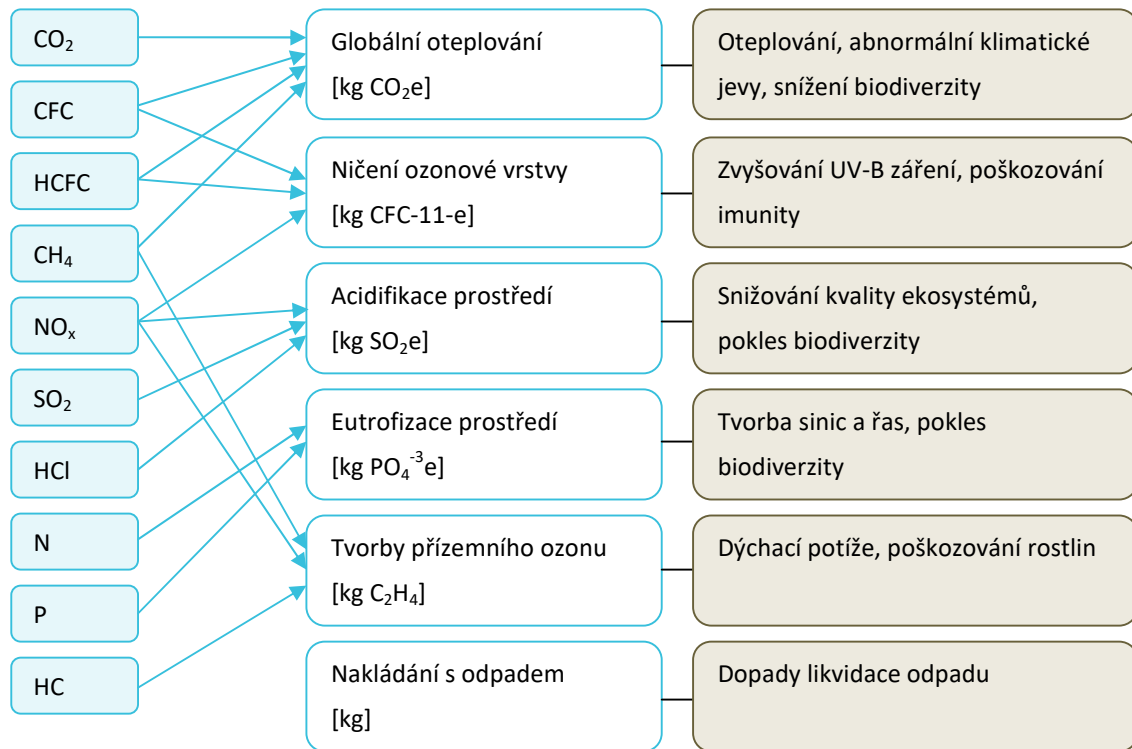 CO₂
CFC
HCFC
CH₄
NOₓ
SO₂
HCl
N
P
HC
Globální oteplování
[kg CO₂e]
Ničení ozonové vrstvy
[kg CFC-11-e]
Acidifikace prostředí
[kg SO₂e]
Eutrofizace prostředí
[kg PO₄⁻³e]
Tvorby přízemního ozonu
[kg C₂H₄]
Nakládání s odpadem
[kg]
Oteplování, abnormální klimatické
jevy, snížení biodiverzity
Zvyšování UV-B záření, poškozování
imunity
Snižování kvality ekosystémů,
pokles biodiverzity
Tvorba sinic a řas, pokles
biodiverzity
Dýchací potíže, poškozování rostlin
Dopady likvidace odpadu